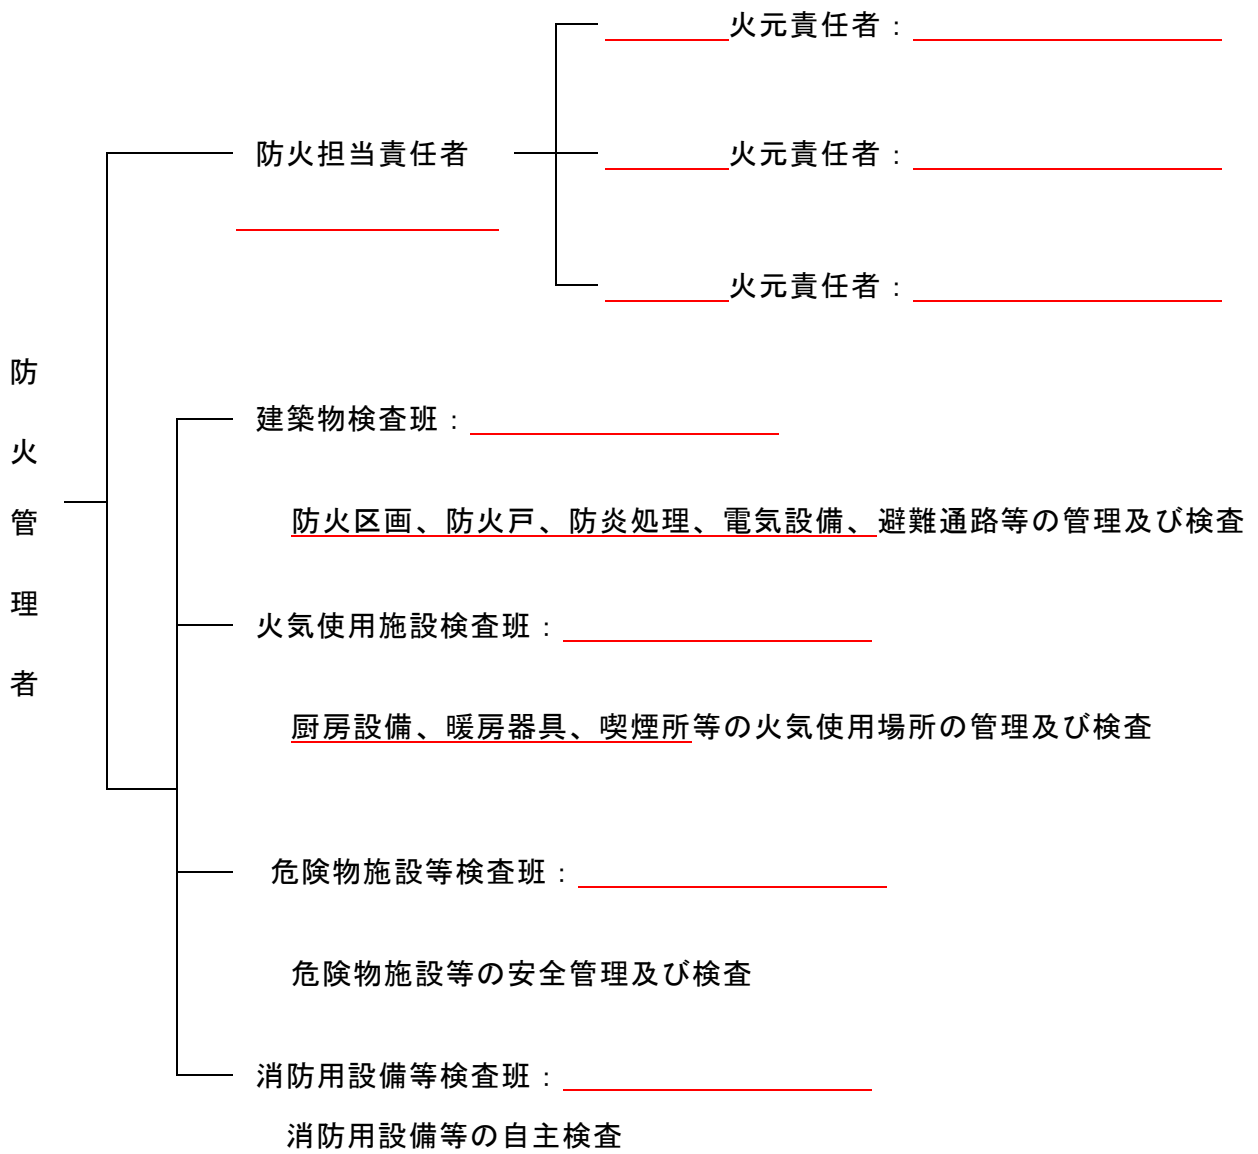 火元責任者：
防火担当責任者
火元責任者：
火元責任者：
防火管理者
建築物検査班：
防火区画、防火戸、防炎処理、電気設備、避難通路等の管理及び検査
火気使用施設検査班：
厨房設備、暖房器具、喫煙所等の火気使用場所の管理及び検査
危険物施設等検査班：
危険物施設等の安全管理及び検査
消防用設備等検査班：
消防用設備等の自主検査